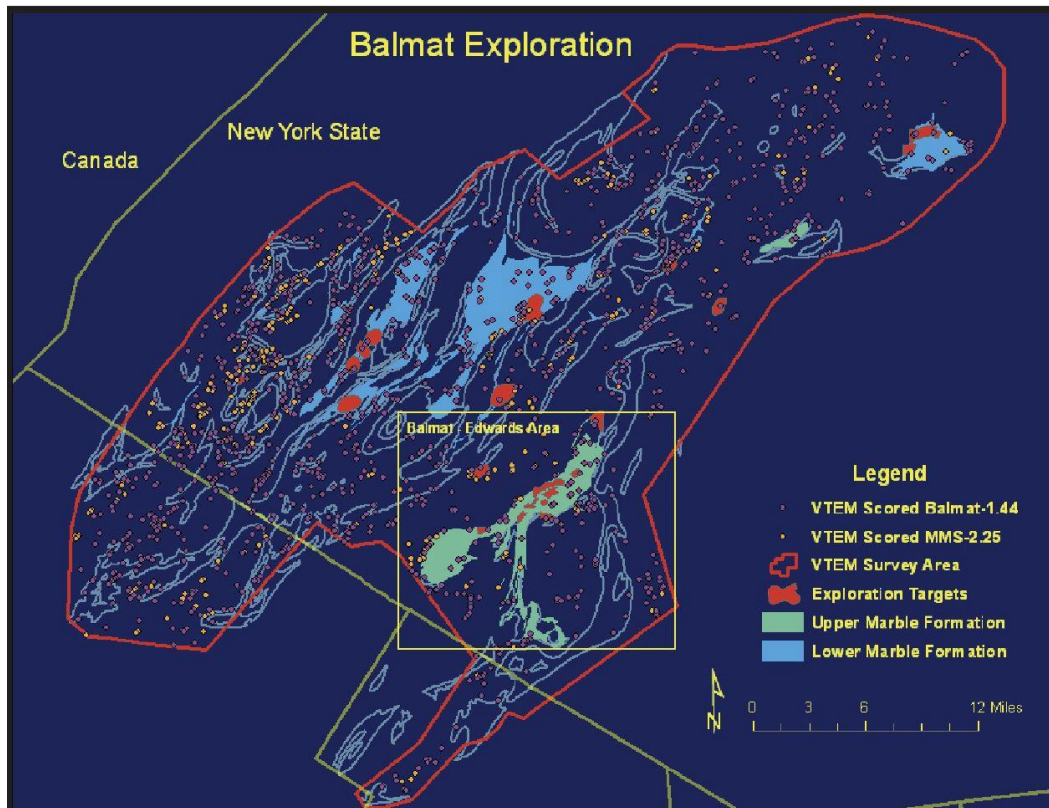 Balmat Exploration
New York State
Canada
Balmat - Edwards Area
Legend
VTEM Scored Balmat-1.44
VTEM Scored MMS-2.25
VTEM Survey Area
Exploration Targets
Upper Marble Formation
Lower Marble Formation
N
0 3 6 12 Miles